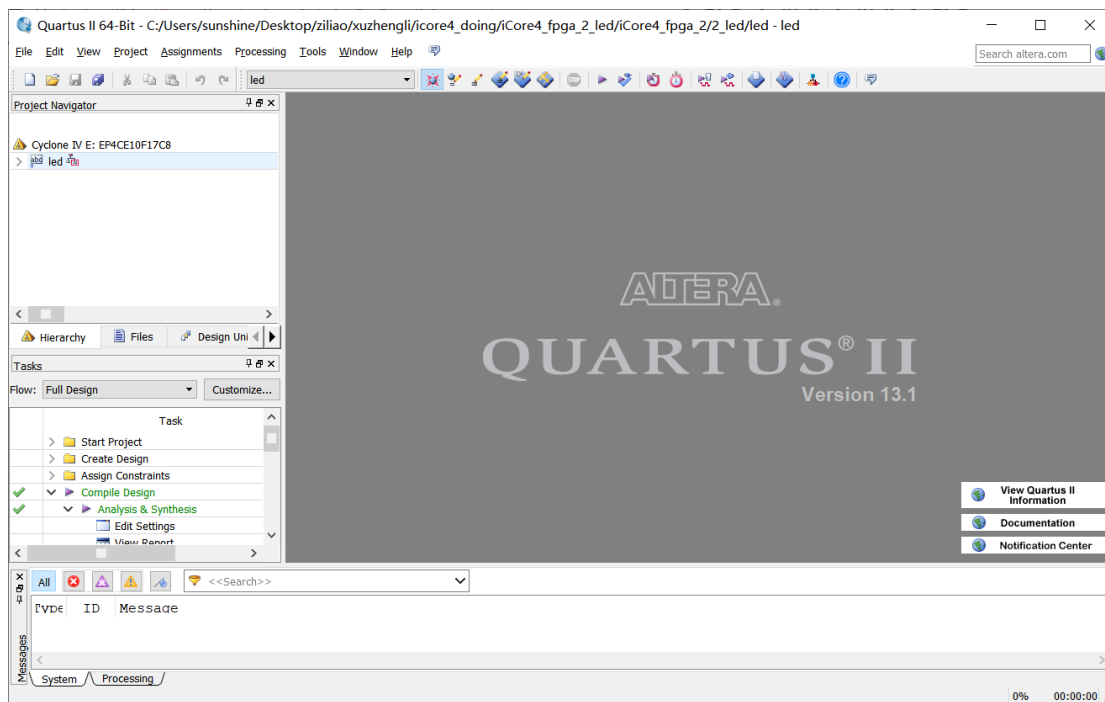 Quartus II 64-Bit - C:/Users/sunshine/Desktop/ziliao/xuzhengli/icore4_doing/iCore4_fpga_2_led/iCore4_fpga_2/2_led/led - led
File Edit View Project Assignments Processing Tools Window Help
Search altera.com
led
Project Navigator
Cyclone IV E: EP4CE10F17C8
led
Hierarchy Files Design Uni
Tasks
Flow: Full Design Customize...
Task
Start Project
Create Design
Assign Constraints
Compile Design
Analysis & Synthesis
Edit Settings
View Report
ALTERA®
QUARTUS® II
Version 13.1
View Quartus II
Information
Documentation
Notification Center
All <<Search>>
Type ID Message
Messages
System Processing
0% 00:00:00